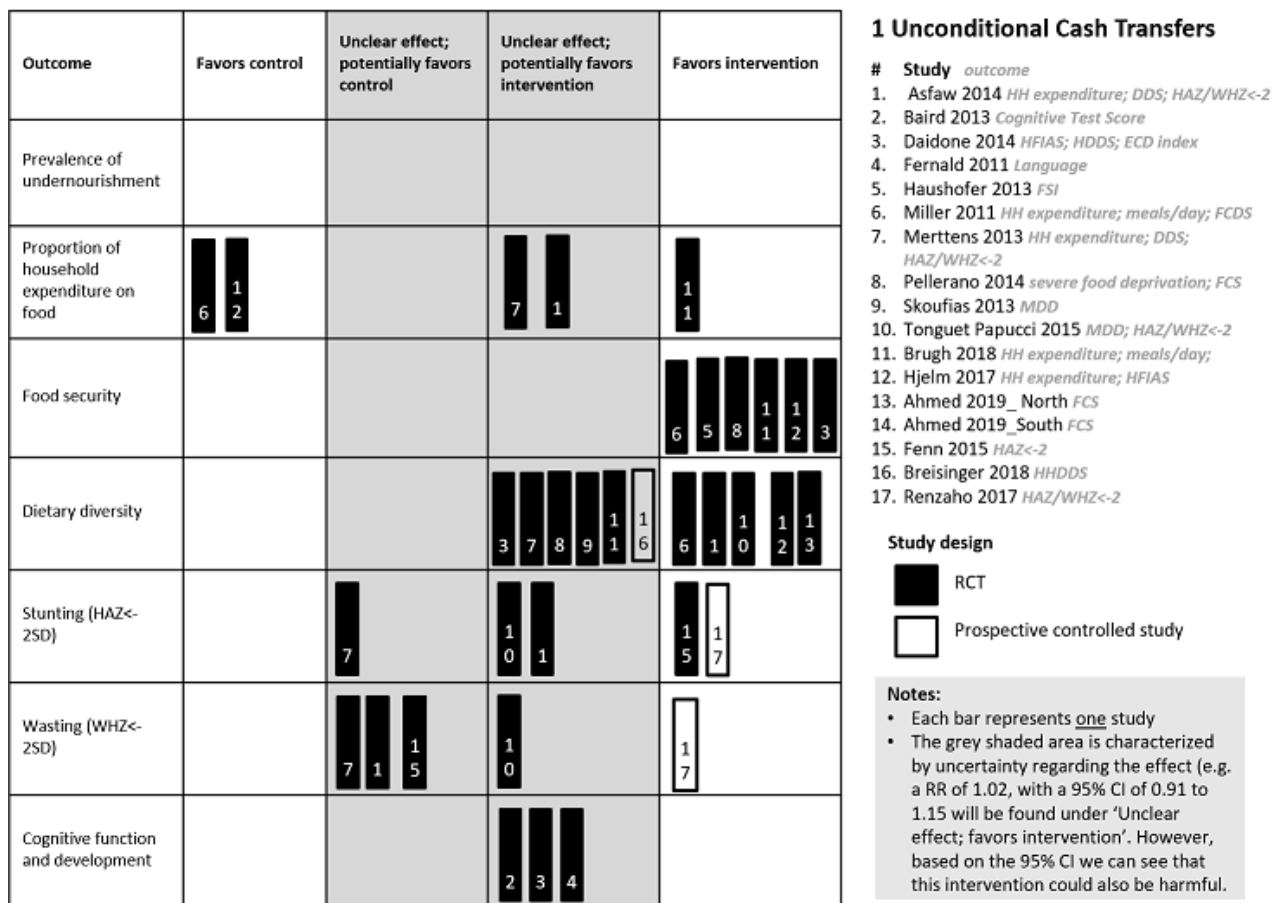 Outcome
Favors control
Unclear effect;
potentially favors
control
Unclear effect;
potentially favors
intervention
Favors intervention
Prevalence of
undernourishment
Proportion of
household
expenditure on
food
6
12
7
1
11
Food security
6
5
8
11
12
3
Dietary diversity
3
7
8
9
11
16
6
1
10
12
13
Stunting (HAZ<-
2SD)
7
10
1
15
17
Wasting (WHZ<-
2SD)
7
1
15
10
17
Cognitive function
and development
2
3
4
1 Unconditional Cash Transfers
# Study outcome
1. Asfaw 2014 HH expenditure; DDS; HAZ/WHZ<-2
2. Baird 2013 Cognitive Test Score
3. Daidone 2014 HFIAS; HDDS; ECD index
4. Fernald 2011 Language
5. Haushofer 2013 FSI
6. Miller 2011 HH expenditure; meals/day; FCDS
7. Merttens 2013 HH expenditure; DDS;
HAZ/WHZ<-2
8. Pellerano 2014 severe food deprivation; FCS
9. Skoufias 2013 MDD
10. Tonguet Papucci 2015 MDD; HAZ/WHZ<-2
11. Brugh 2018 HH expenditure; meals/day;
12. Hjelm 2017 HH expenditure; HFIAS
13. Ahmed 2019_ North FCS
14. Ahmed 2019_South FCS
15. Fenn 2015 HAZ<-2
16. Breisinger 2018 HHDDS
17. Renzaho 2017 HAZ/WHZ<-2
Study design
RCT
Prospective controlled study
Notes:
• Each bar represents one study
• The grey shaded area is characterized
by uncertainty regarding the effect (e.g.
a RR of 1.02, with a 95% CI of 0.91 to
1.15 will be found under ‘Unclear
effect; favors intervention’. However,
based on the 95% CI we can see that
this intervention could also be harmful.